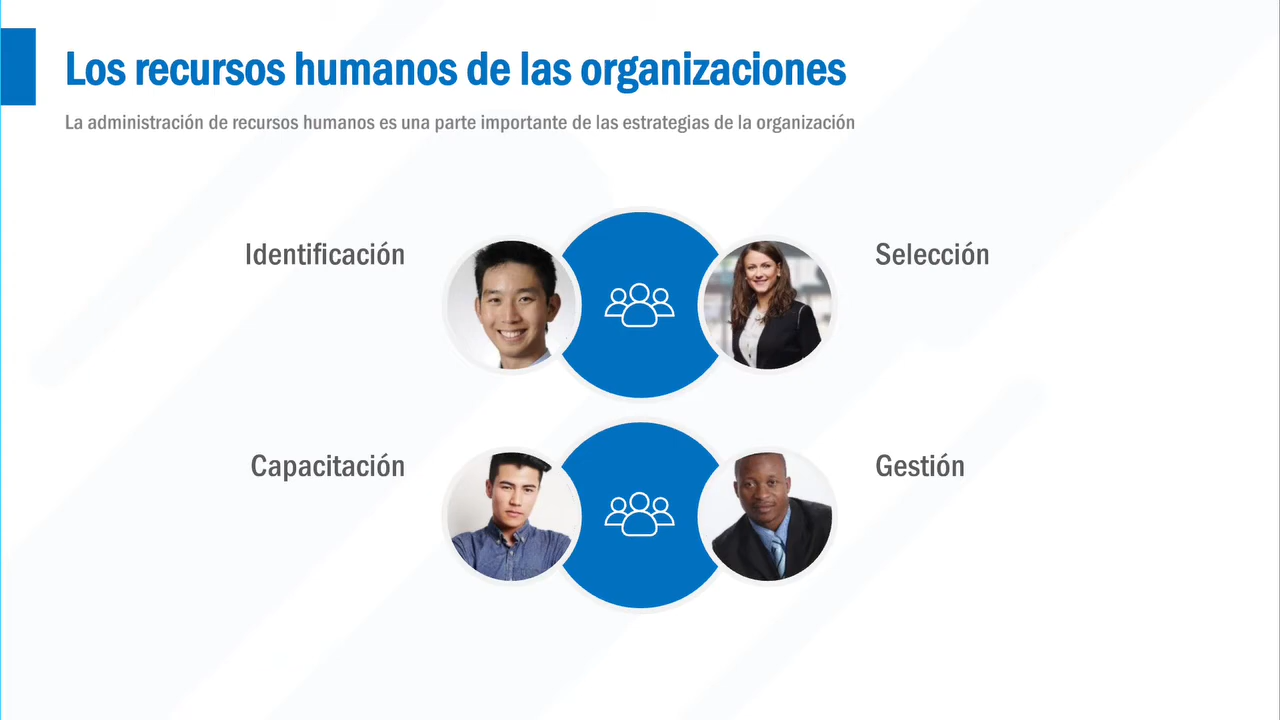 Los recursos humanos de las organizaciones
La administración de recursos humanos es una parte importante de las estrategias de la organización
Identificación
Selección
Capacitación
Gestión